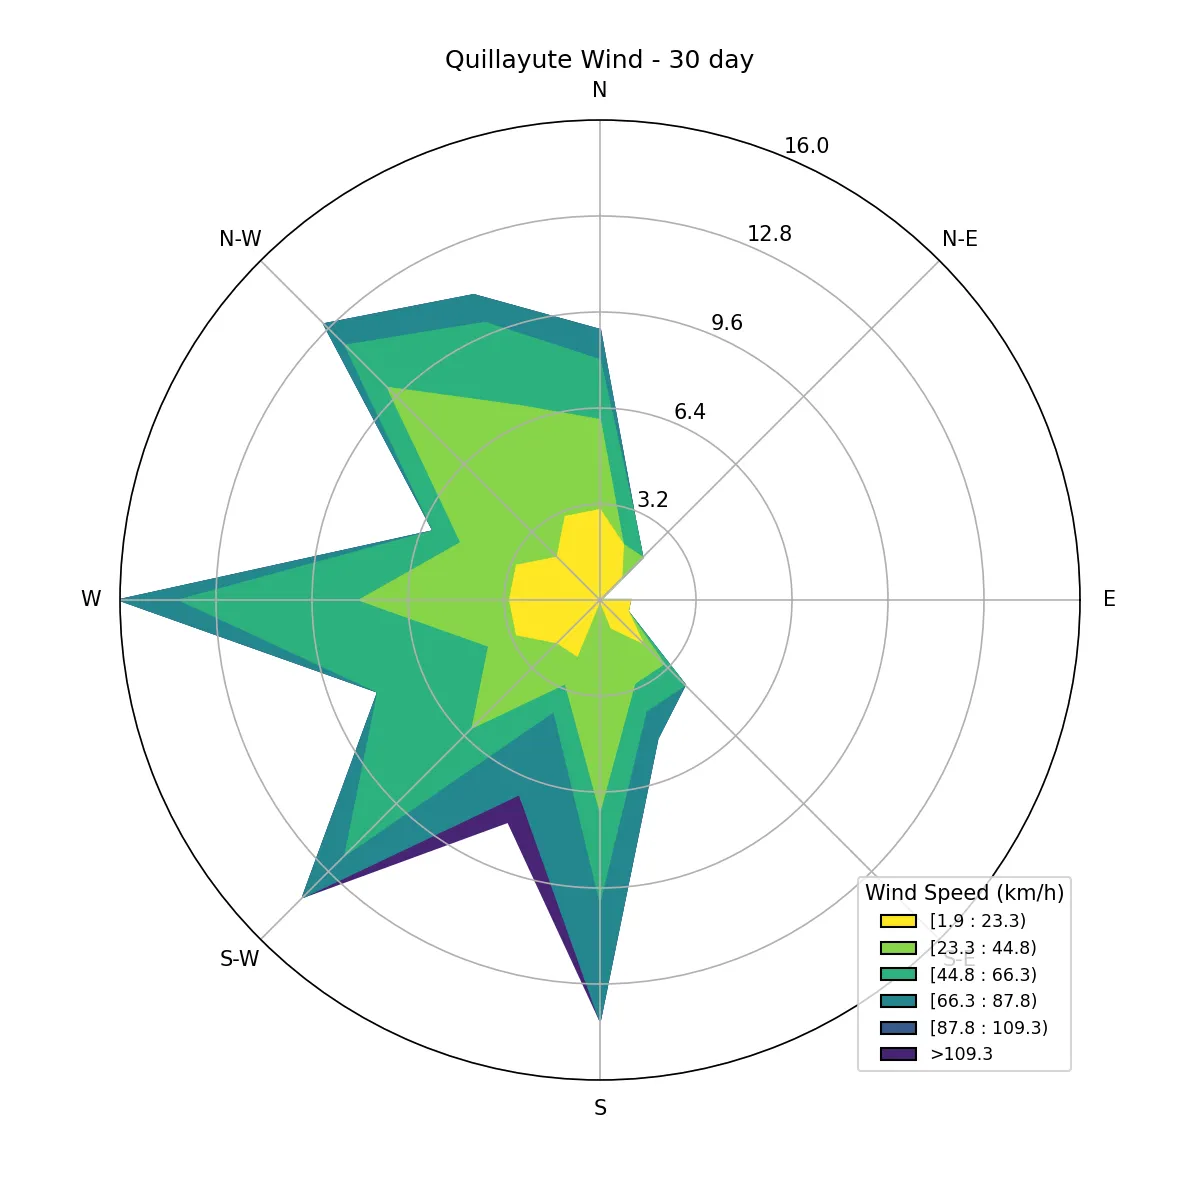 Quillayute Wind - 30 day
N
16.0
12.8
N-W
N-E
9.6
6.4
3.2
W
E
Wind Speed (km/h)
[1.9 : 23.3)
[23.3 : 44.8)
[44.8 : 66.3)
[66.3 : 87.8)
[87.8 : 109.3)
>109.3
S-W
S-E
S